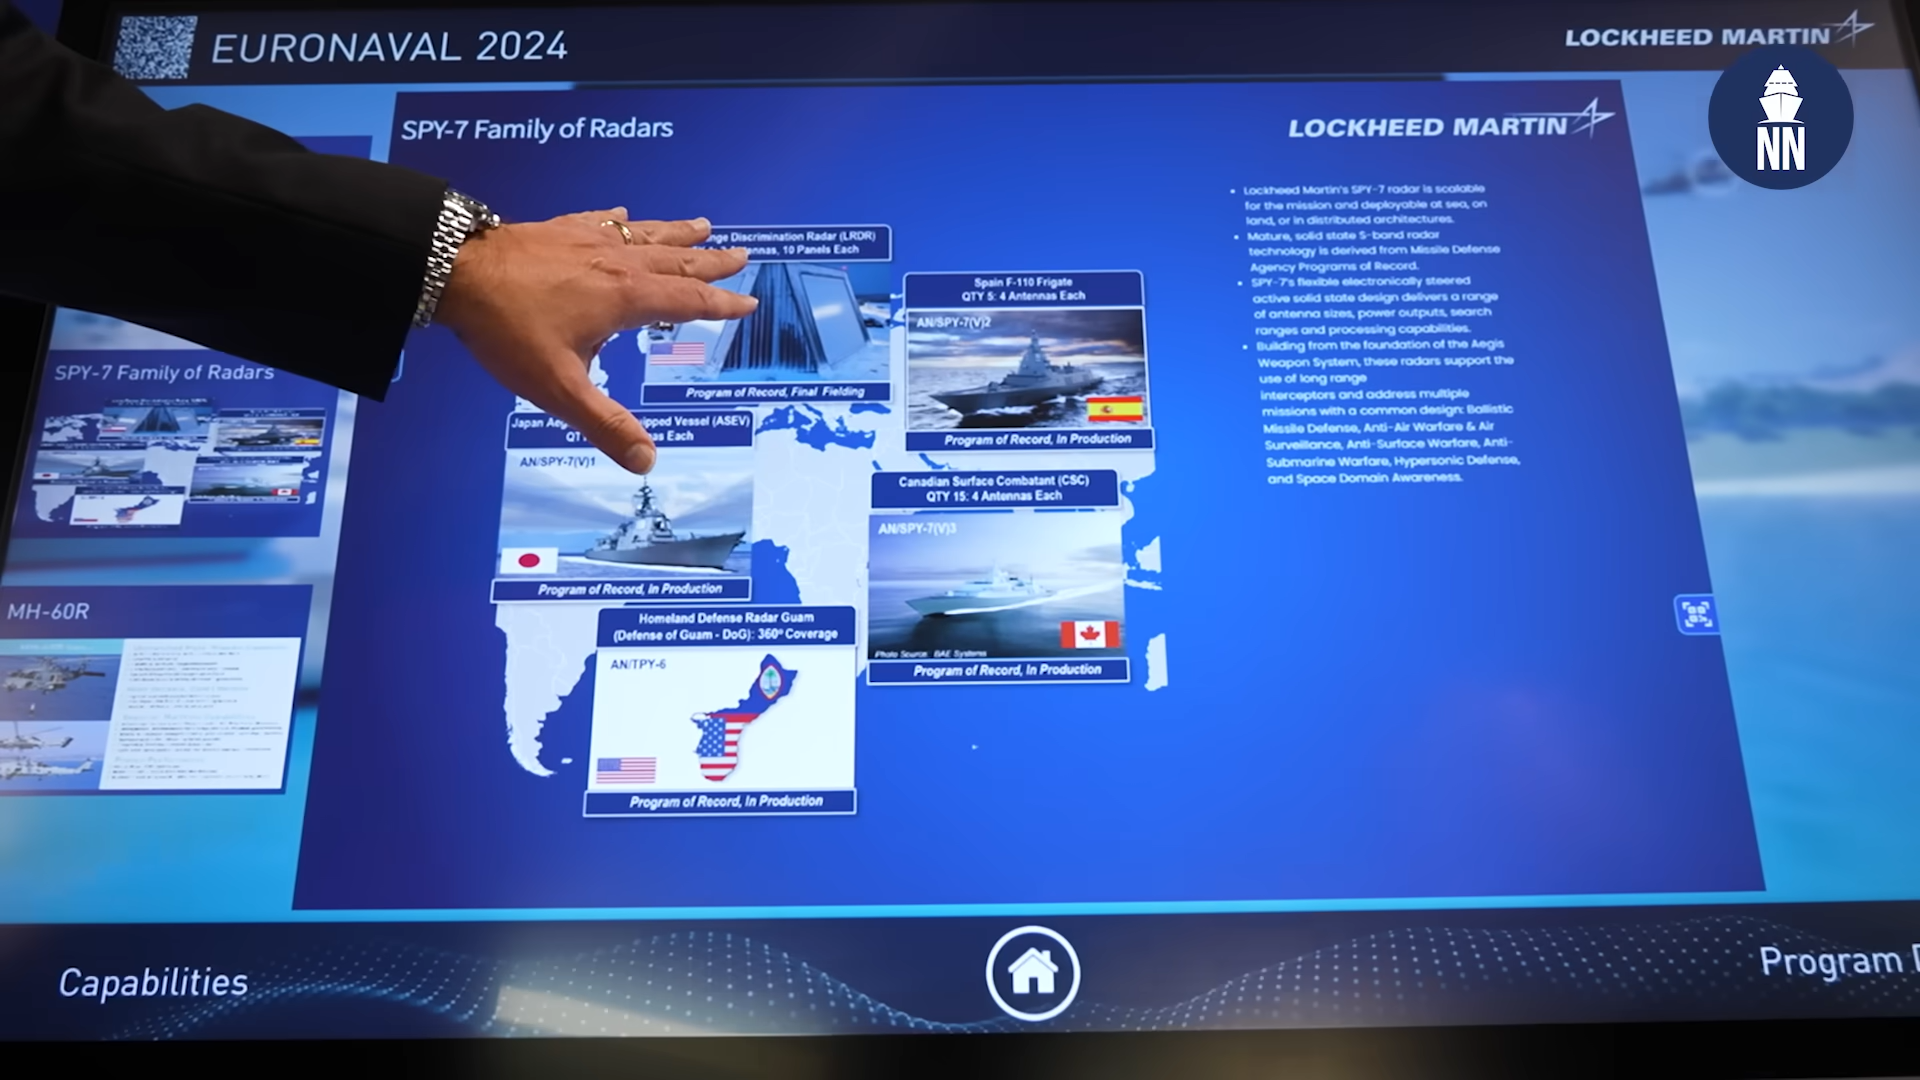 EURONAVAL 2024
LOCKHEED MARTIN
NN
SPY-7 Family of Radars
LOCKHEED MARTIN
nge Discrimination Radar (LRDR)
ennas, 10 Panels Each
Program of Record, Final Fielding
Spain F-110 Frigate
QTY 5: 4 Antennas Each
AN/SPY-7(V)2
Program of Record, In Production
Japan Aeg ipped Vessel (ASEV)
QT as Each
AN/SPY-7(V)1
Program of Record, In Production
Canadian Surface Combatant (CSC)
QTY 15: 4 Antennas Each
AN/SPY-7(V)3
Photo Source: BAE Systems
Program of Record, In Production
Homeland Defense Radar Guam
(Defense of Guam - DoG): 360° Coverage
AN/TPY-6
Program of Record, In Production
• Lockheed Martin's SPY-7 radar is scalable
for the mission and deployable at sea, on
land, or in distributed architectures.
• Mature, solid state S-band radar
technology is derived from Missile Defense
Agency Programs of Record.
• SPY-7's flexible electronically steered
active solid state design delivers a range
of antenna sizes, power outputs, search
ranges and processing capabilities.
• Building from the foundation of the Aegis
Weapon System, these radars support the
use of long range
interceptors and address multiple
missions with a common design: Ballistic
Missile Defense, Anti-Air Warfare & Air
Surveillance, Anti-Surface Warfare, Anti-
Submarine Warfare, Hypersonic Defense,
and Space Domain Awareness.
SPY-7 Family of Radars
MH-60R
Capabilities
Program